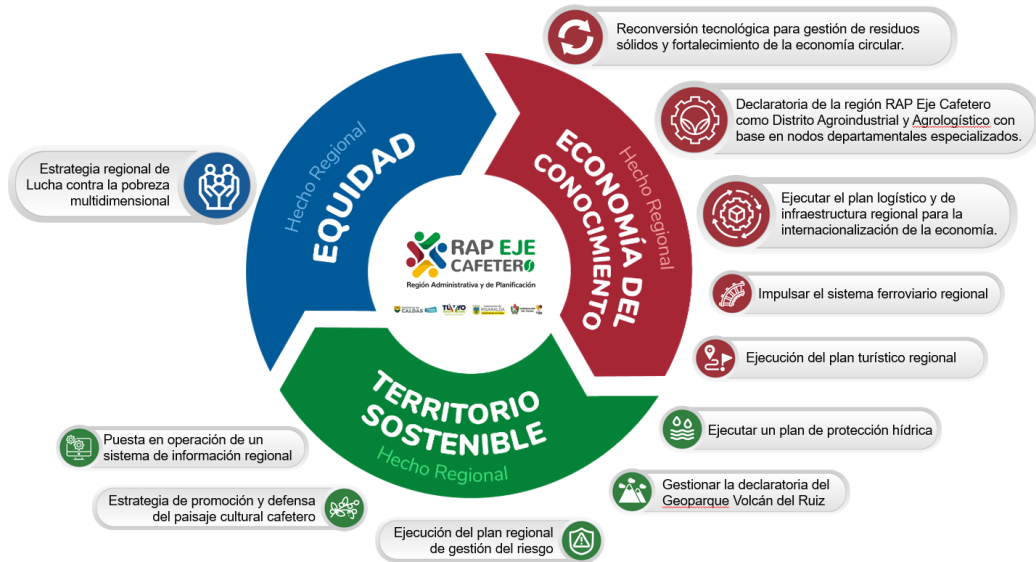 Reconversión tecnológica para gestión de residuos
sólidos y fortalecimiento de la economía circular.
Declaratoria de la región RAP Eje Cafetero
como Distrito Agroindustrial y Agrologístico con
base en nodos departamentales especializados.
Ejecutar el plan logístico y de
infraestructura regional para la
internacionalización de la economía.
Impulsar el sistema ferroviario regional
Ejecución del plan turístico regional
ECONOMÍA DEL
CONOCIMIENTO
Hecho Regional
EQUIDAD
Hecho Regional
Estrategia regional de
Lucha contra la pobreza
multidimensional
RAP EJE
CAFETERO
Región Administrativa y de Planificación
CALDAS
RISARALDA
TERRITORIO
SOSTENIBLE
Hecho Regional
Ejecutar un plan de protección hídrica
Gestionar la declaratoria del
Geoparque Volcán del Ruiz
Ejecución del plan regional
de gestión del riesgo
Estrategia de promoción y defensa
del paisaje cultural cafetero
Puesta en operación de un
sistema de información regional